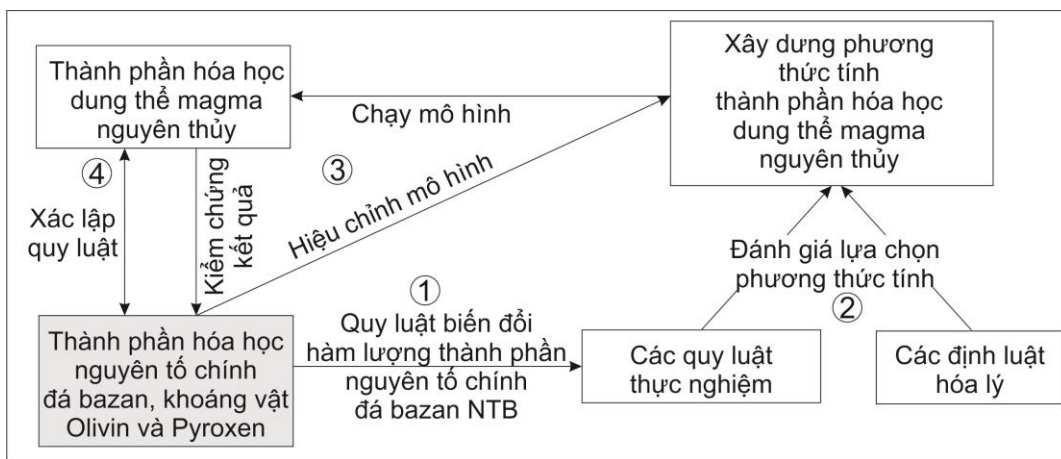 Thành phần hóa học
dung thể magma
nguyên thủy
Xây dưng phương
thức tính
thành phần hóa học
dung thể magma
nguyên thủy
Chạy mô hình
③
④
Xác lập
quy luật
Kiểm chứng
kết quả
Hiệu chỉnh mô hình
Đánh giá lựa chọn
phương thức tính
②
①
Quy luật biến đổi
hàm lượng thành phần
nguyên tố chính
đá bazan NTB
Thành phần hóa học
nguyên tố chính
đá bazan, khoáng vật
Olivin và Pyroxen
Các quy luật
thực nghiệm
Các định luật
hóa lý